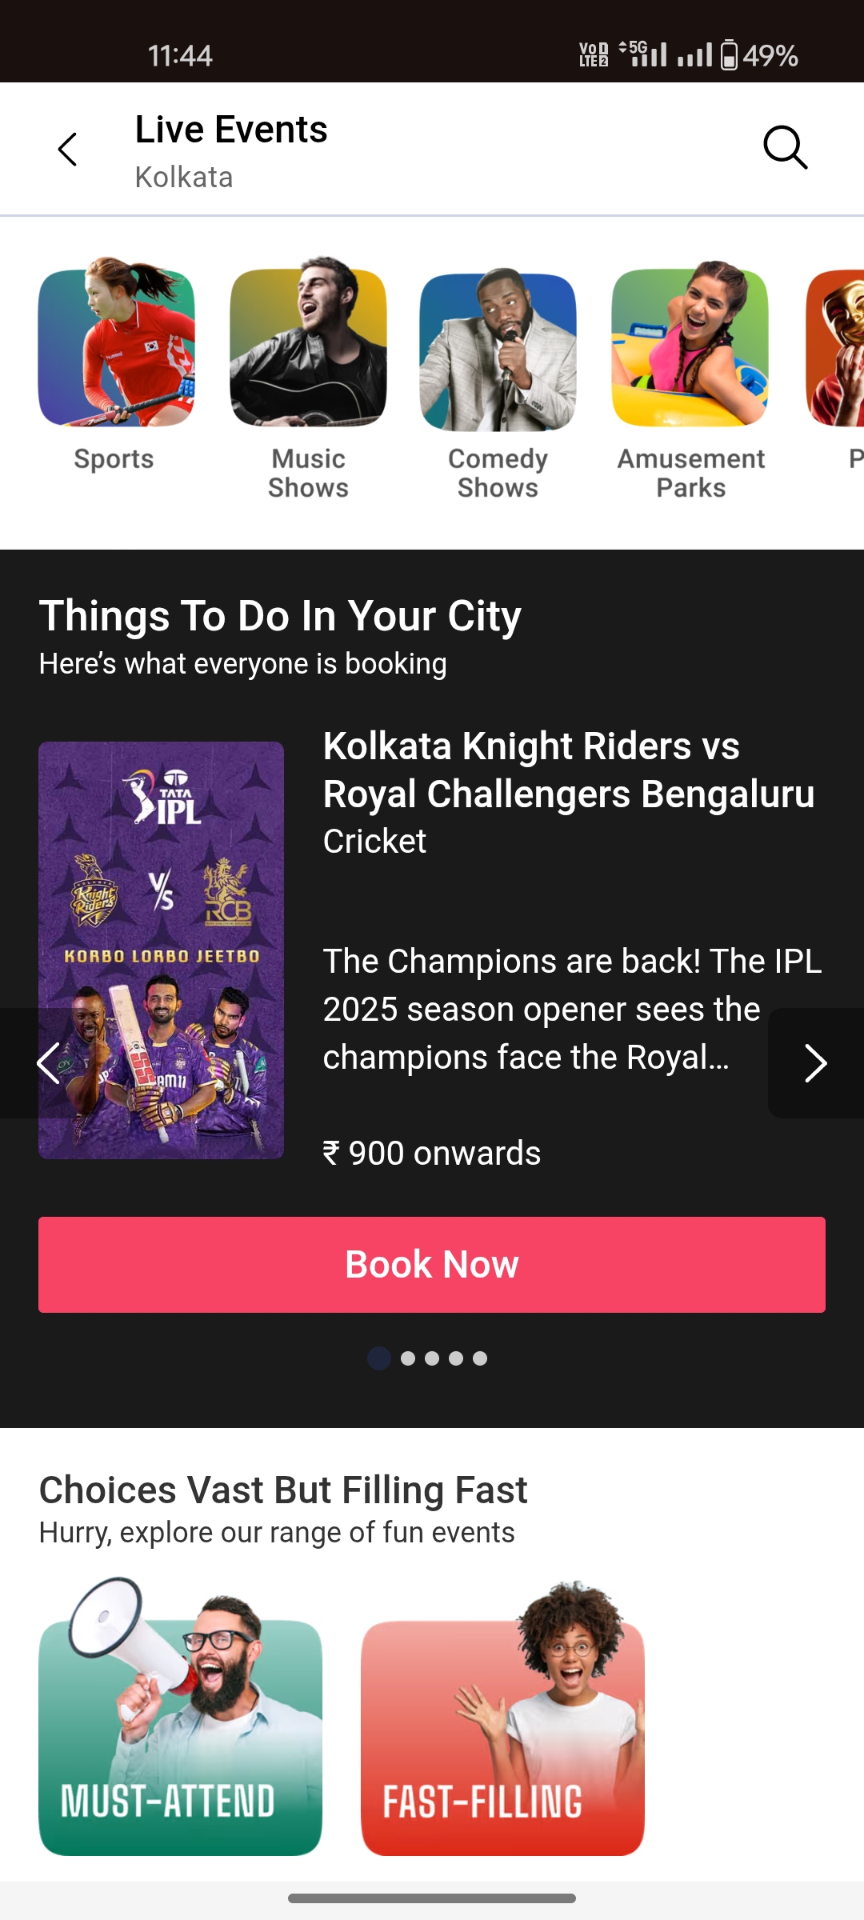 11:44
Vo D
LTE 2
5G
49%
Live Events
Kolkata
Sports
Music
Shows
Comedy
Shows
Amusement
Parks
P
Things To Do In Your City
Here's what everyone is booking
TATA
IPL
Knight
Riders
V/S
RCB
KORBO LORBO JEETBO
Kolkata Knight Riders vs
Royal Challengers Bengaluru
Cricket
The Champions are back! The IPL
2025 season opener sees the
champions face the Royal...
₹ 900 onwards
Book Now
Choices Vast But Filling Fast
Hurry, explore our range of fun events
MUST-ATTEND
FAST-FILLING